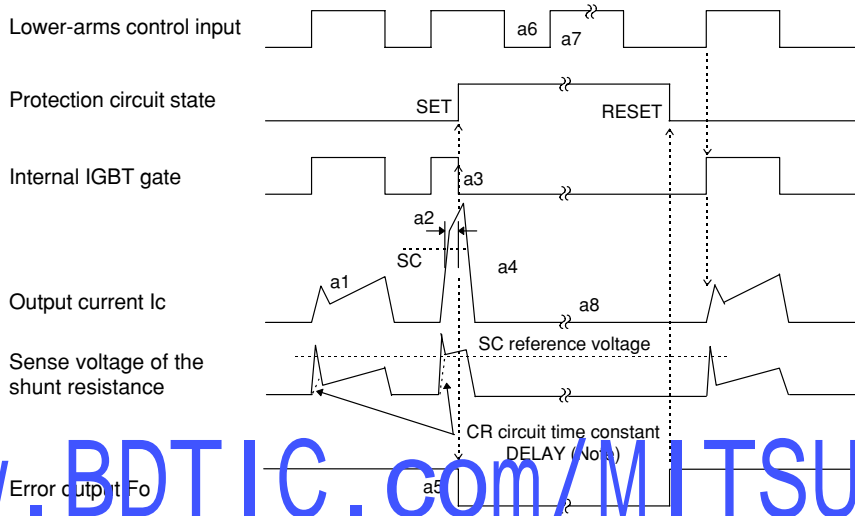 Lower-arms control input
a6
a7
Protection circuit state
SET
RESET
Internal IGBT gate
a3
a2
SC
a4
Output current Ic
a1
a8
Sense voltage of the
shunt resistance
SC reference voltage
CR circuit time constant
DELAY (Note)
Error output Fo
a5
w.BDTIC.com/MITSU